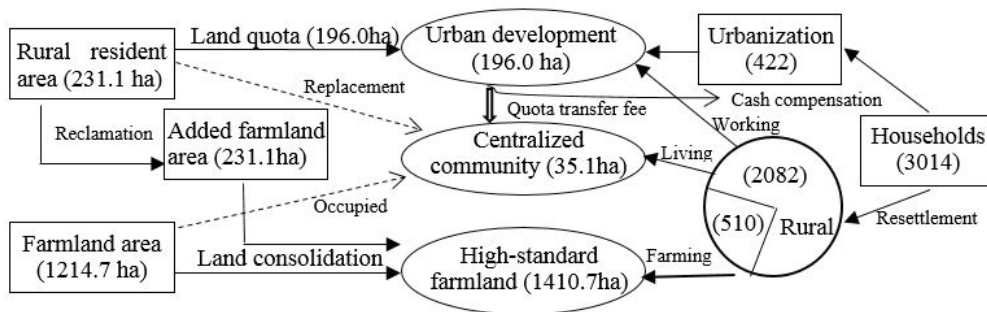 Rural resident
area (231.1 ha)
Land quota (196.0ha)
Urban development
(196.0 ha)
Urbanization
(422)
Replacement
Quota transfer fee
Cash compensation
Reclamation
Added farmland
area (231.1ha)
Centralized
community (35.1ha)
Working
Living
Households
(3014)
(2082)
(510)
Rural
Resettlement
Occupied
Farmland area
(1214.7 ha)
Land consolidation
High-standard
farmland (1410.7ha)
Farming